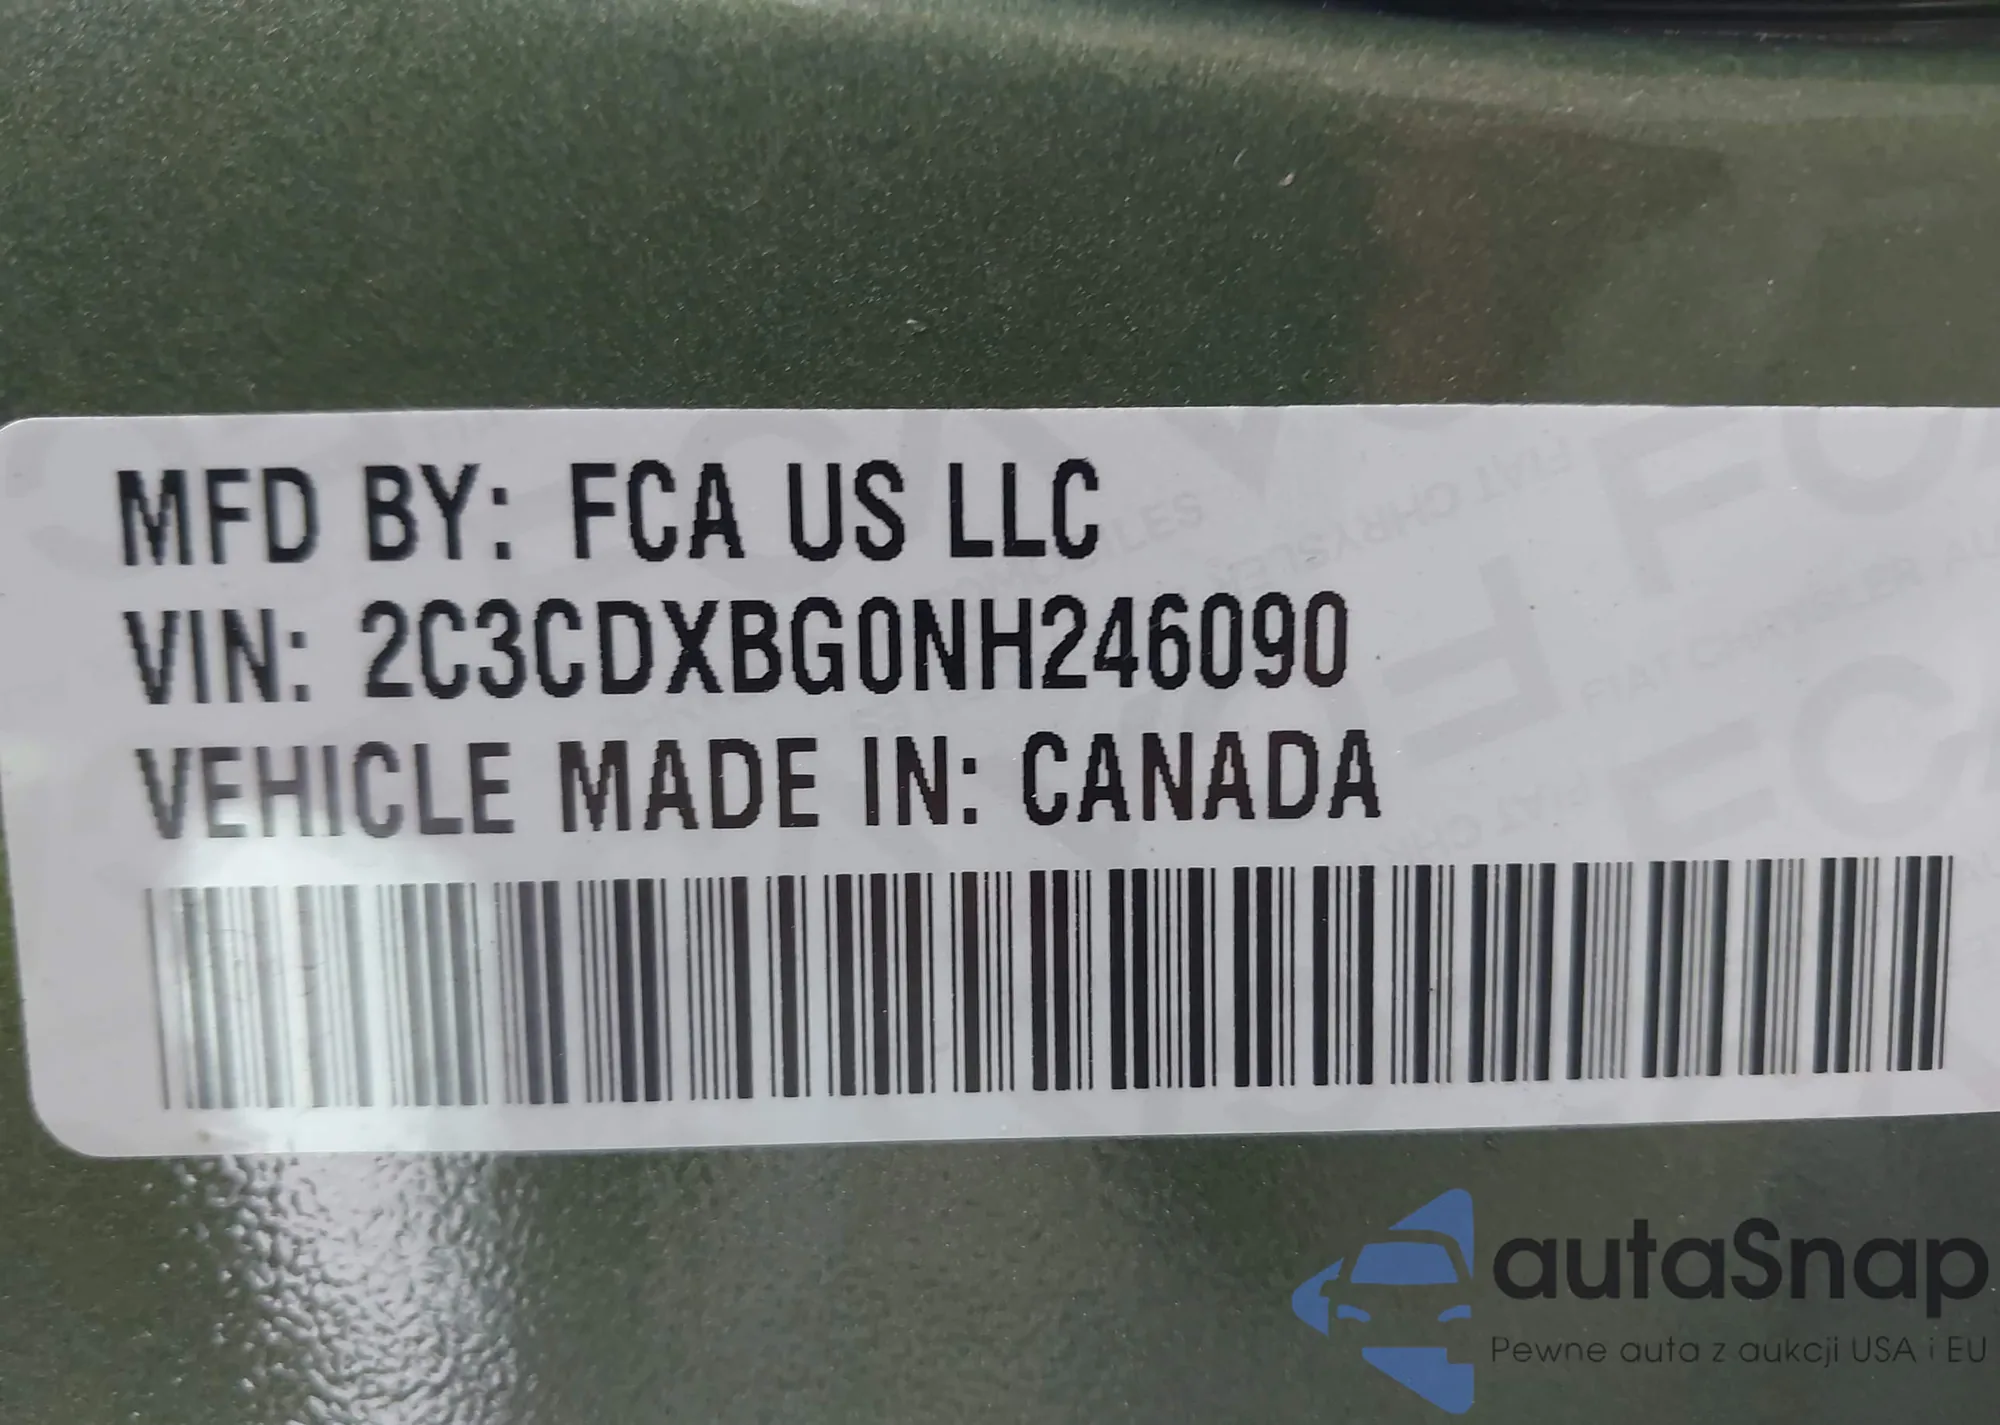 MFD BY: FCA US LLC
VIN: 2C3CDXBG0NH246090
VEHICLE MADE IN: CANADA
autaSnap
Pewne auta z aukcji USA i EU